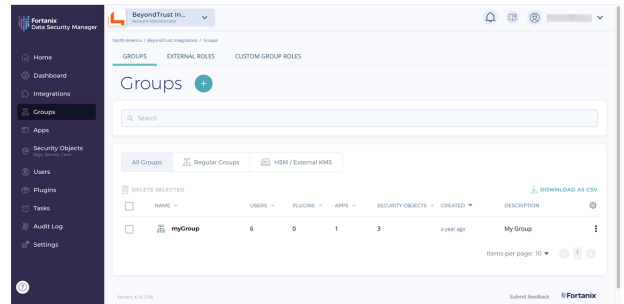 Fortanix
Data Security Manager
BeyondTrust In...
Account Administrator
North America / BeyondTrust Integrations / Groups
GROUPS EXTERNAL ROLES CUSTOM GROUP ROLES
Groups
Home
Dashboard
Integrations
Groups
Apps
Security Objects
Keys, Secrets, Certs
Users
Plugins
Tasks
Audit Log
Settings
Search
All Groups Regular Groups HSM / External KMS
DELETE SELECTED DOWNLOAD AS CSV
NAME USERS PLUGINS APPS SECURITY OBJECTS CREATED DESCRIPTION
myGroup 6 0 1 3 a year ago My Group
Items per page: 10 1
Submit feedback Fortanix